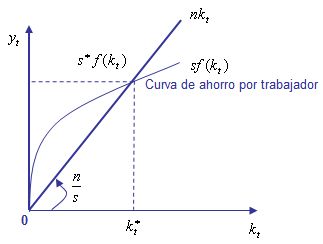 nk_t
y_t
s* f(k_t)
sf(k_t)
Curva de ahorro por trabajador
n/s
0
k_t*
k_t